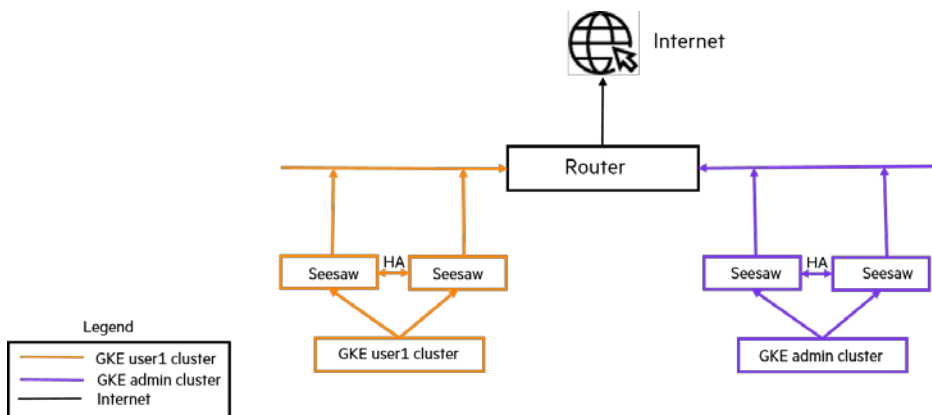 Internet
Router
HA
Seesaw
Seesaw
HA
Seesaw
Seesaw
GKE user1 cluster
GKE admin cluster
Legend
GKE user1 cluster
GKE admin cluster
Internet